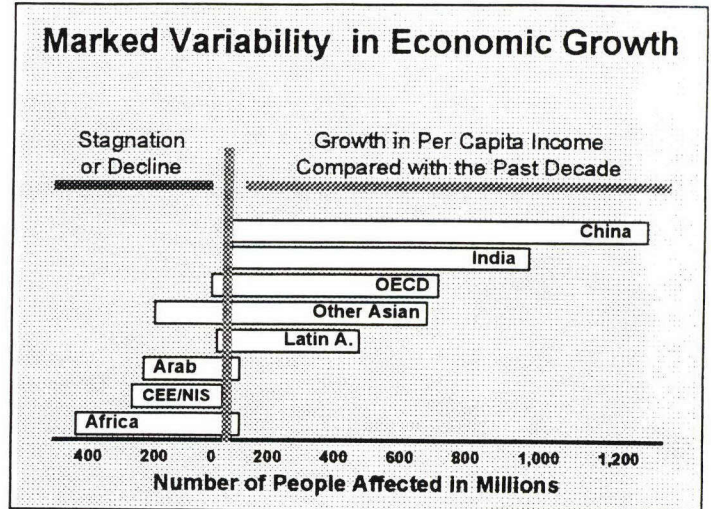 Marked Variability in Economic Growth
Stagnation
or Decline
Growth in Per Capita Income
Compared with the Past Decade
China
India
OECD
Other Asian
Latin A.
Arab
CEE/NIS
Africa
400 200 0 200 400 600 800 1,000 1,200
Number of People Affected in Millions